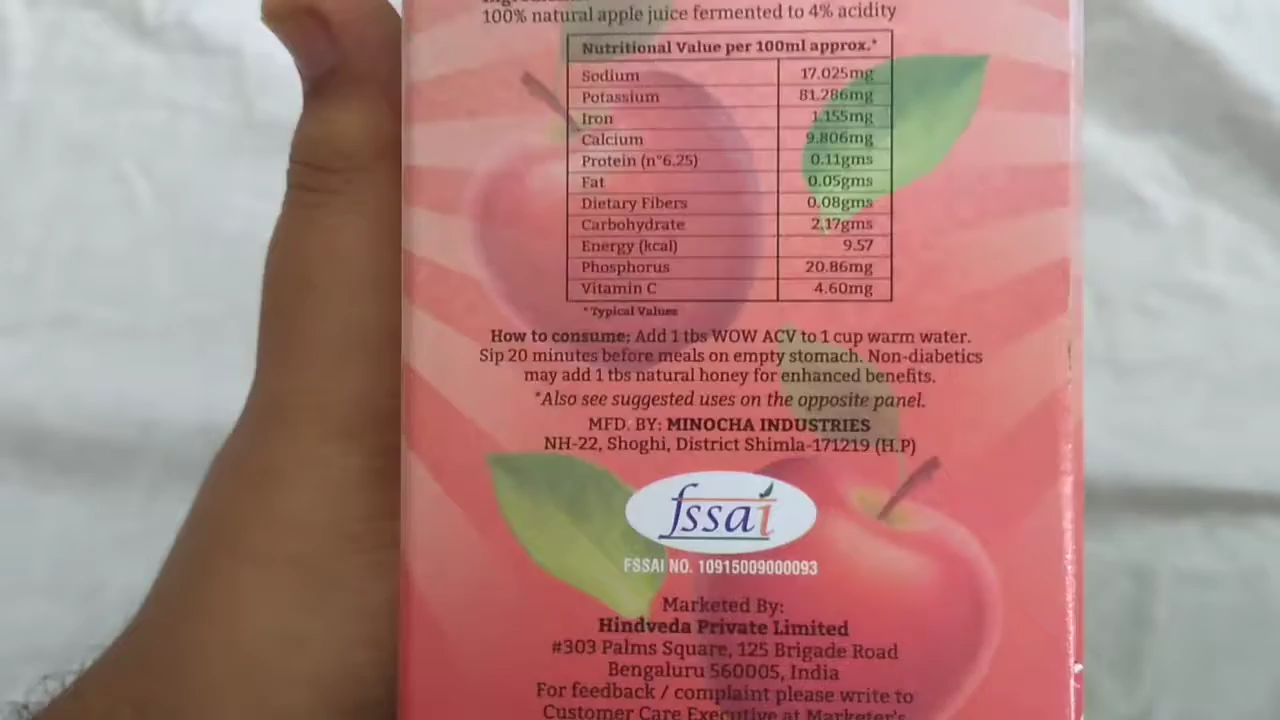 100% natural apple juice fermented to 4% acidity
Nutritional Value per 100ml approx.*
Sodium 17.025mg
Potassium 81.286mg
Iron 1.155mg
Calcium 9.806mg
Protein (n*6.25) 0.11gms
Fat 0.05gms
Dietary Fibers 0.08gms
Carbohydrate 2.17gms
Energy (kcal) 9.57
Phosphorus 20.86mg
Vitamin C 4.60mg
*Typical Values
How to consume: Add 1 tbs WOW ACV to 1 cup warm water.
Sip 20 minutes before meals on empty stomach. Non-diabetics
may add 1 tbs natural honey for enhanced benefits.
*Also see suggested uses on the opposite panel.
MFD. BY: MINOCHA INDUSTRIES
NH-22, Shoghi, District Shimla-171219 (H.P)
fssai
FSSAI NO. 10915009000093
Marketed By:
Hindveda Private Limited
#303 Palms Square, 125 Brigade Road
Bengaluru 560005, India
For feedback / complaint please write to
Customer Care Executive at Marketer's